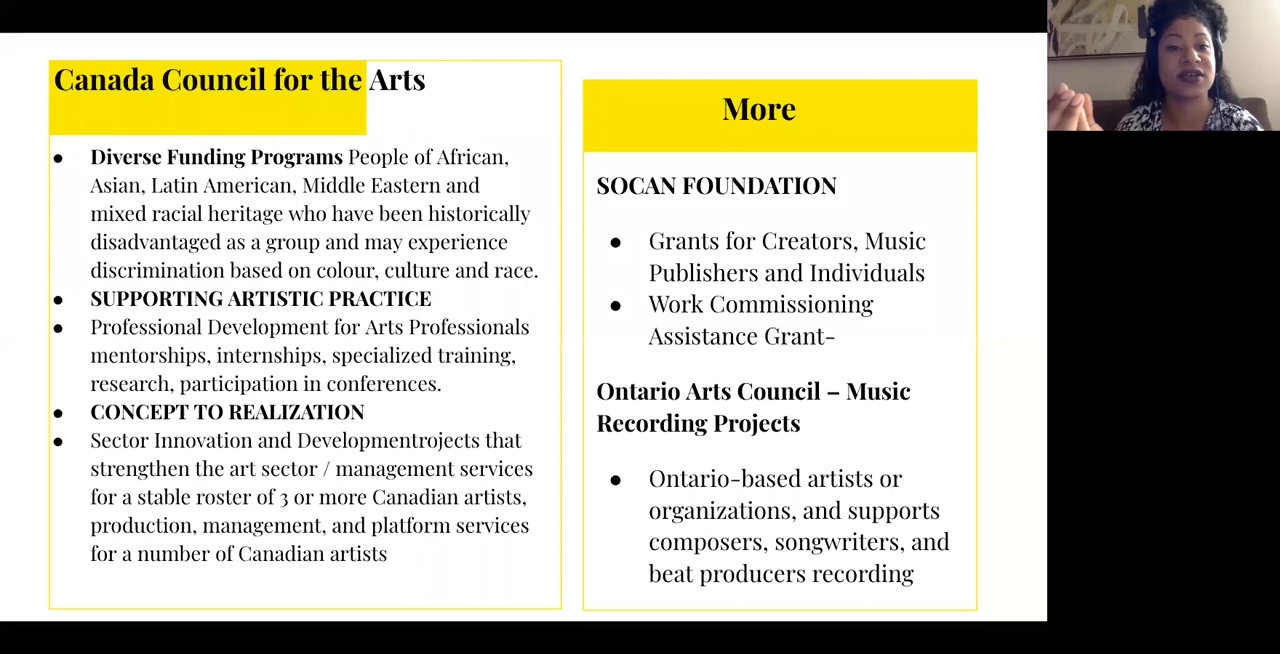 Canada Council for the Arts
● Diverse Funding Programs People of African,
Asian, Latin American, Middle Eastern and
mixed racial heritage who have been historically
disadvantaged as a group and may experience
discrimination based on colour, culture and race.
● SUPPORTING ARTISTIC PRACTICE
● Professional Development for Arts Professionals
mentorships, internships, specialized training,
research, participation in conferences.
● CONCEPT TO REALIZATION
● Sector Innovation and Developmentrojects that
strengthen the art sector / management services
for a stable roster of 3 or more Canadian artists,
production, management, and platform services
for a number of Canadian artists
More
SOCAN FOUNDATION
● Grants for Creators, Music
Publishers and Individuals
● Work Commissioning
Assistance Grant-
Ontario Arts Council – Music
Recording Projects
● Ontario-based artists or
organizations, and supports
composers, songwriters, and
beat producers recording